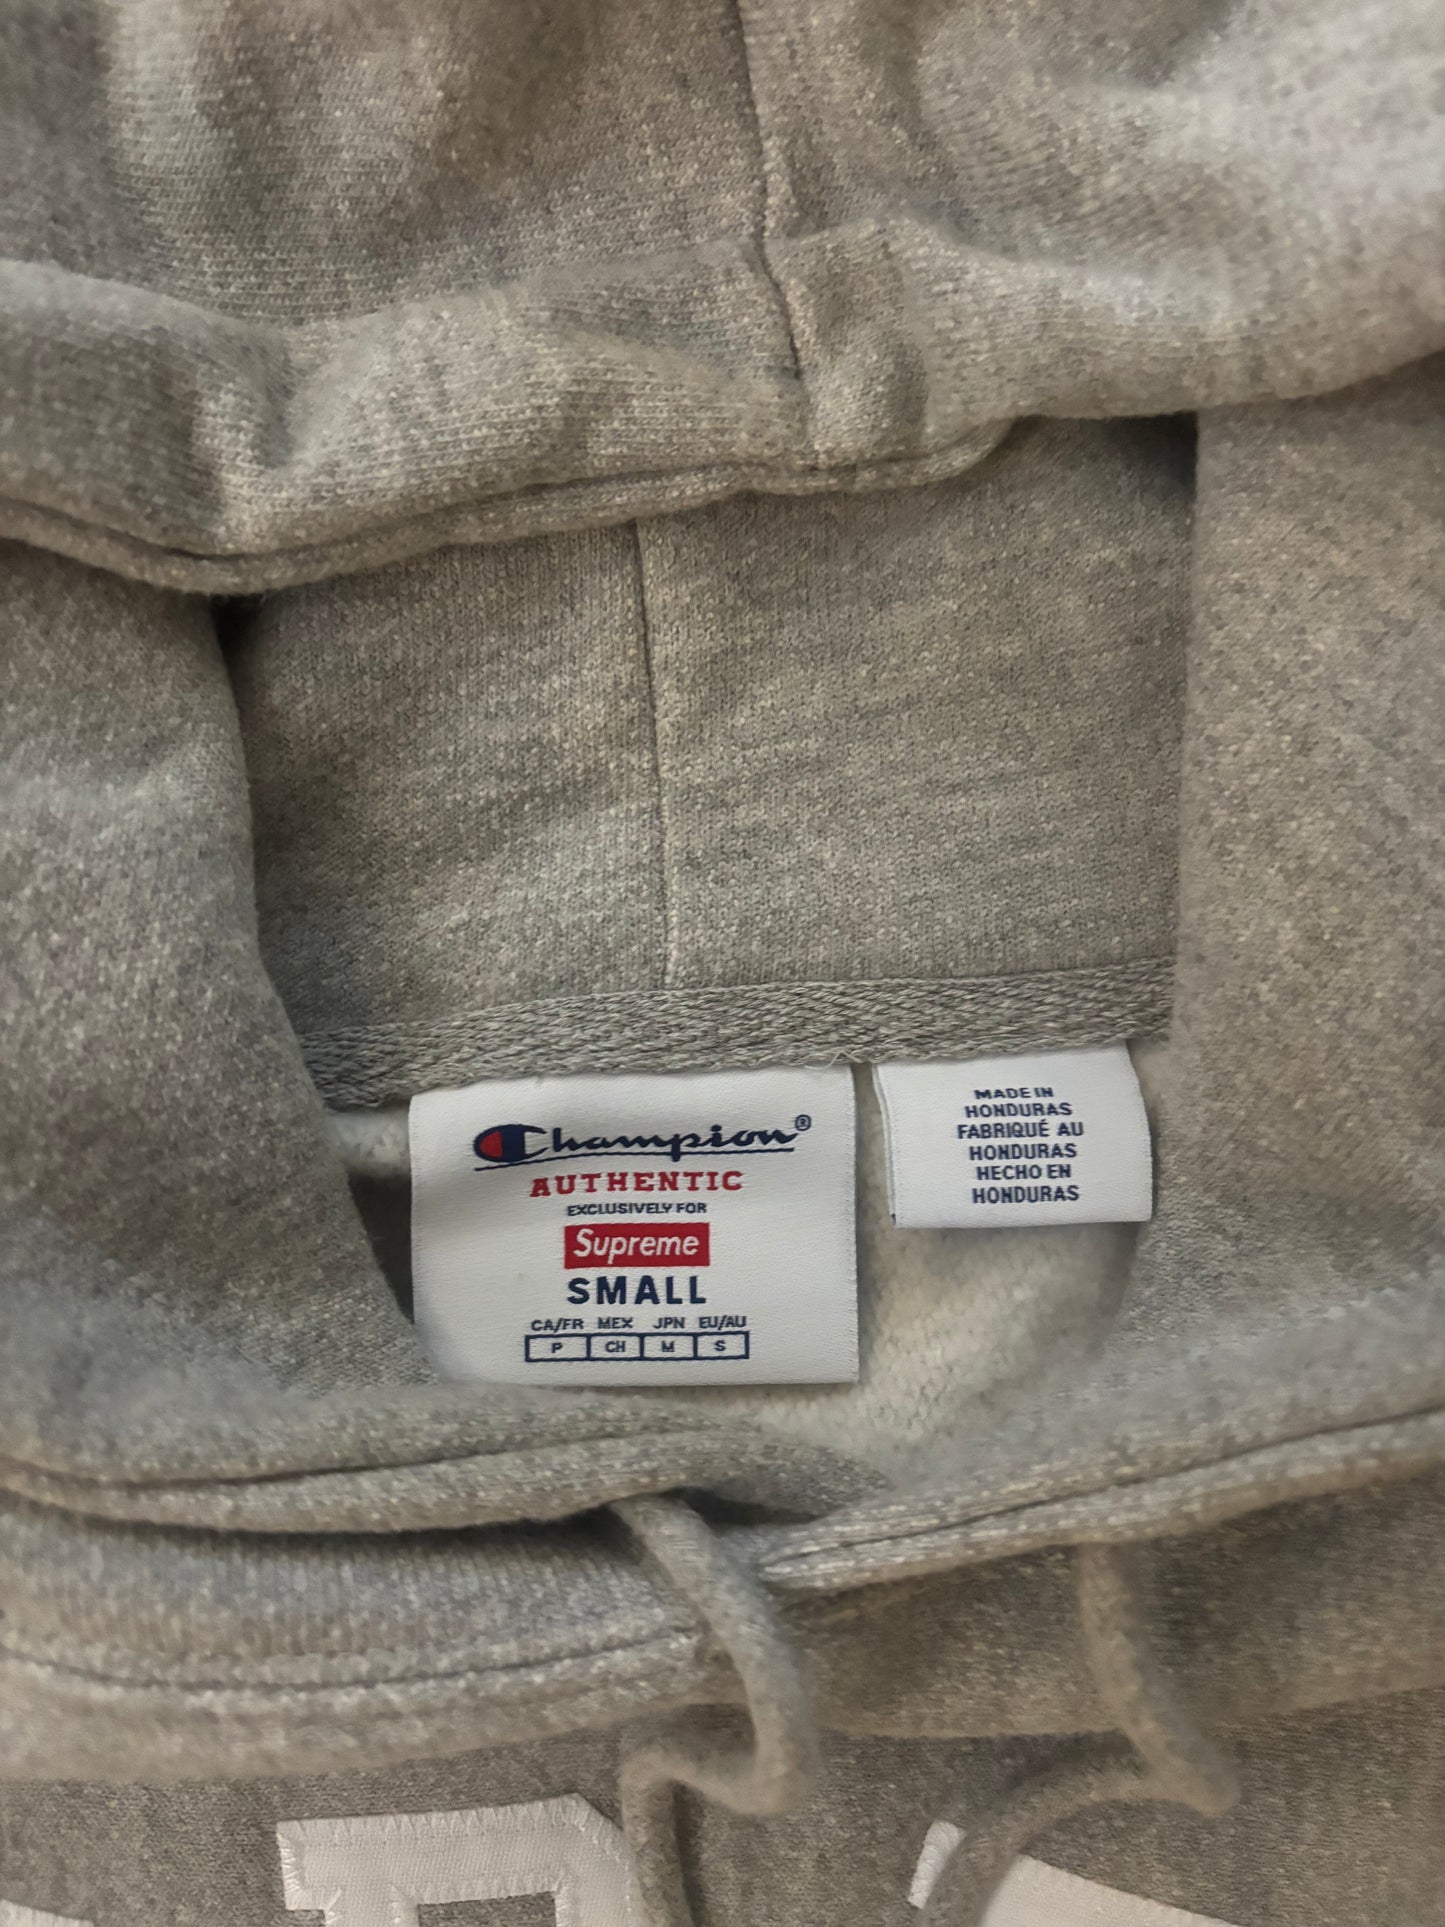 Champion®
AUTHENTIC
EXCLUSIVELY FOR
Supreme
SMALL
CA/FR MEX JPN EU/AU
P CH M S
MADE IN
HONDURAS
FABRIQUÉ AU
HONDURAS
HECHO EN
HONDURAS